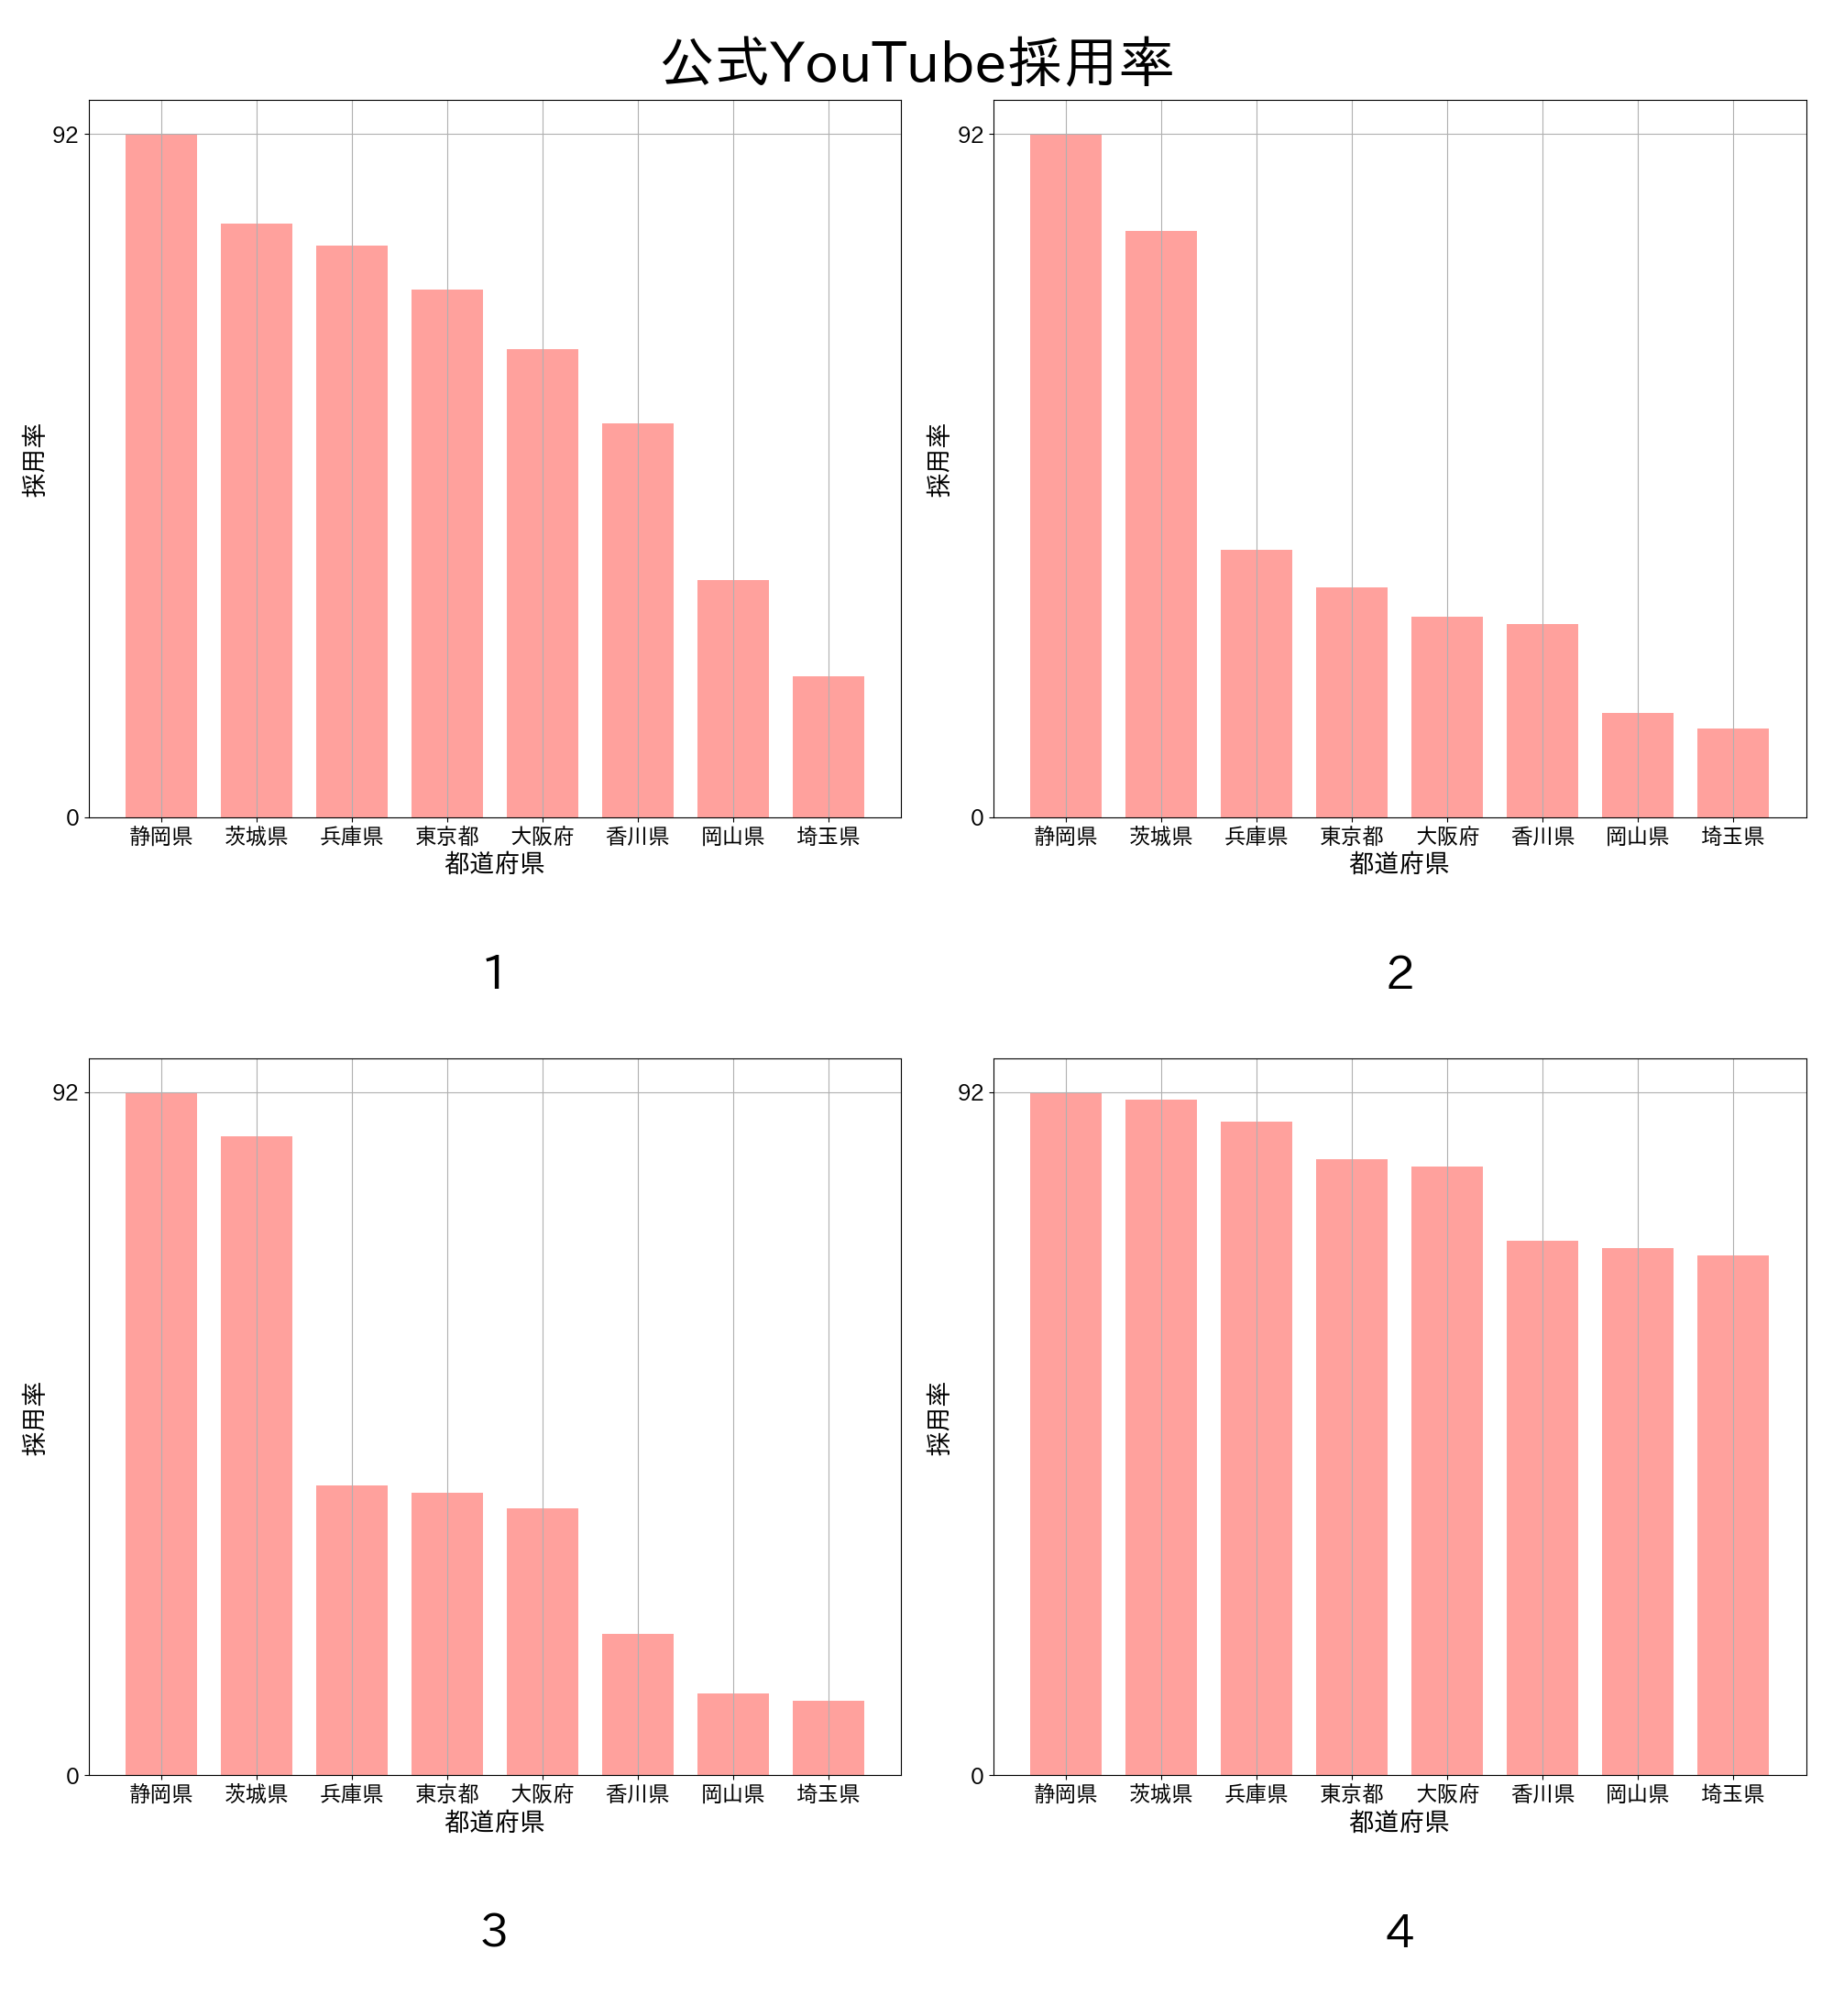 公式YouTube採用率
92
0
採用率
静岡県 茨城県 兵庫県 東京都 大阪府 香川県 岡山県 埼玉県
都道府県
1
92
0
採用率
静岡県 茨城県 兵庫県 東京都 大阪府 香川県 岡山県 埼玉県
都道府県
2
92
0
採用率
静岡県 茨城県 兵庫県 東京都 大阪府 香川県 岡山県 埼玉県
都道府県
3
92
0
採用率
静岡県 茨城県 兵庫県 東京都 大阪府 香川県 岡山県 埼玉県
都道府県
4